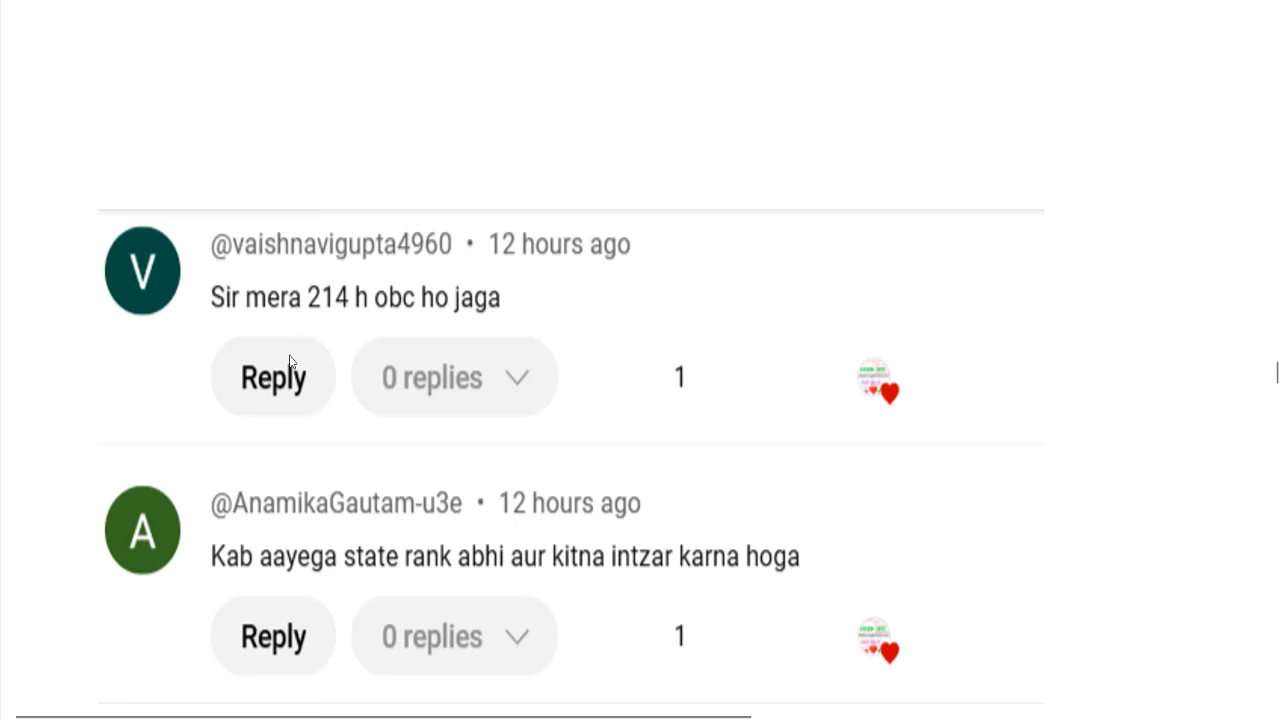 @vaishnavigupta4960 • 12 hours ago
Sir mera 214 h obc ho jaga
Reply 0 replies 1
@AnamikaGautam-u3e • 12 hours ago
Kab aayega state rank abhi aur kitna intzar karna hoga
Reply 0 replies 1